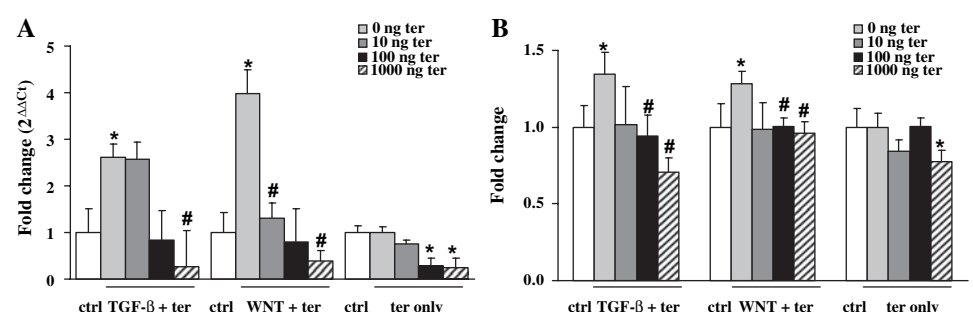 A
Fold change (2ΔΔCt)
5
4
3
2
1
0
0 ng ter
10 ng ter
100 ng ter
1000 ng ter
*
*
#
#
#
*
*
ctrl TGF-β + ter
ctrl WNT + ter
ctrl ter only
B
Fold change
1.5
1.0
0.5
0.0
0 ng ter
10 ng ter
100 ng ter
1000 ng ter
*
#
#
*
#
#
*
ctrl TGF-β + ter
ctrl WNT + ter
ctrl ter only